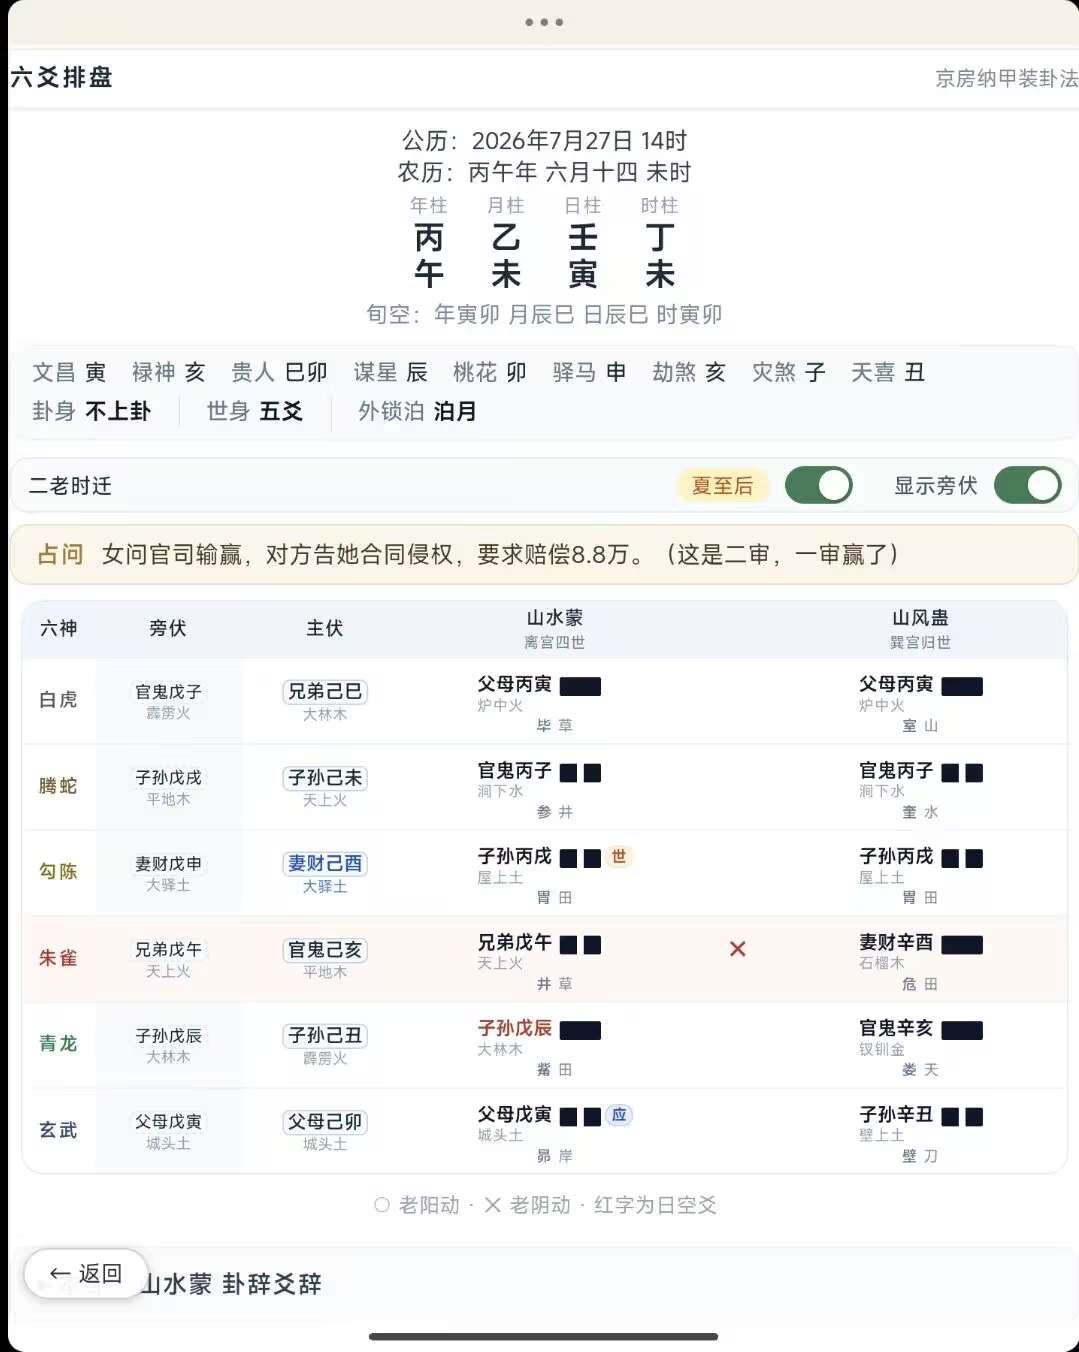 六爻排盘
京房纳甲装卦法
公历：2026年7月27日 14时
农历：丙午年 六月十四 未时
年柱 月柱 日柱 时柱
丙 乙 壬 丁
午 未 寅 未
旬空：年寅卯 月辰巳 日辰巳 时寅卯
文昌 寅 禄神 亥 贵人 巳卯 谋星 辰 桃花 卯 驿马 申 劫煞 亥 灾煞 子 天喜 丑
卦身 不上卦 世身 五爻 外锁泊 泊月
二老时迁 夏至后 显示旁伏
占问 女问官司输赢，对方告她合同侵权，要求赔偿8.8万。（这是二审，一审赢了）
六神 旁伏 主伏 山水蒙 山风蛊
离宫四世 巽宫归世
白虎 官鬼戊子 兄弟己巳 父母丙寅 父母丙寅
霹雳火 大林木 炉中火 炉中火
毕 草 室 山
腾蛇 子孙戊戌 子孙己未 官鬼丙子 官鬼丙子
平地木 天上火 涧下水 涧下水
参 井 奎 水
勾陈 妻财戊申 妻财己酉 子孙丙戌 世 子孙丙戌
大驿土 大驿土 屋上土 屋上土
胃 田 胃 田
朱雀 兄弟戊午 官鬼己亥 兄弟戊午 ✕ 妻财辛酉
天上火 平地木 天上火 石榴木
井 草 危 田
青龙 子孙戊辰 子孙己丑 子孙戊辰 官鬼辛亥
大林木 霹雳火 大林木 钗钏金
觜 田 娄 天
玄武 父母戊寅 父母己卯 父母戊寅 应 子孙辛丑
城头土 城头土 城头土 壁上土
昴 岸 壁 刀
○ 老阳动 · ✕ 老阴动 · 红字为日空爻
← 返回
山水蒙 卦辞爻辞